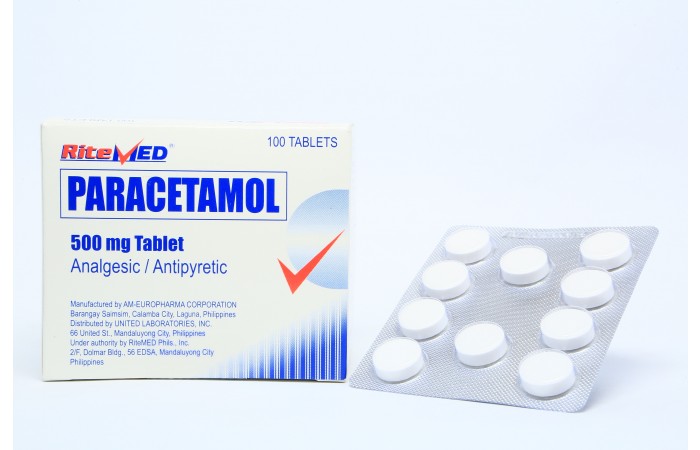 RiteMED®
100 TABLETS
PARACETAMOL
500 mg Tablet
Analgesic / Antipyretic
Manufactured by AM-EUROPHARMA CORPORATION
Barangay Saimsim, Calamba City, Laguna, Philippines
Distributed by UNITED LABORATORIES, INC.
66 United St., Mandaluyong City, Philippines
Under authority by RiteMED Phils., Inc.
2/F, Dolmar Bldg., 56 EDSA, Mandaluyong City
Philippines